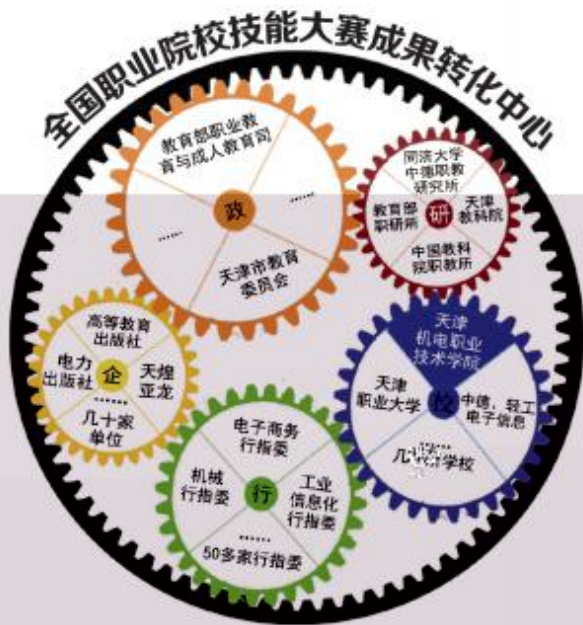 全国职业院校技能大赛成果转化中心
教育部职业教
育与成人教育司
......
......
政
天津市教育
委员会
同济大学
中德职教
研究所
教育部
职研所
研
天津
教科院
中国教科
院职教所
高等教育
出版社
电力
出版社
企
天煌
亚龙
......
几十家
单位
天津
机电职业
技术学院
天津
职业大学
校
中德、轻工
电子信息
......
学校
电子商务
行指委
机械
行指委
行
工业
信息化
行指委
......
50多家行指委